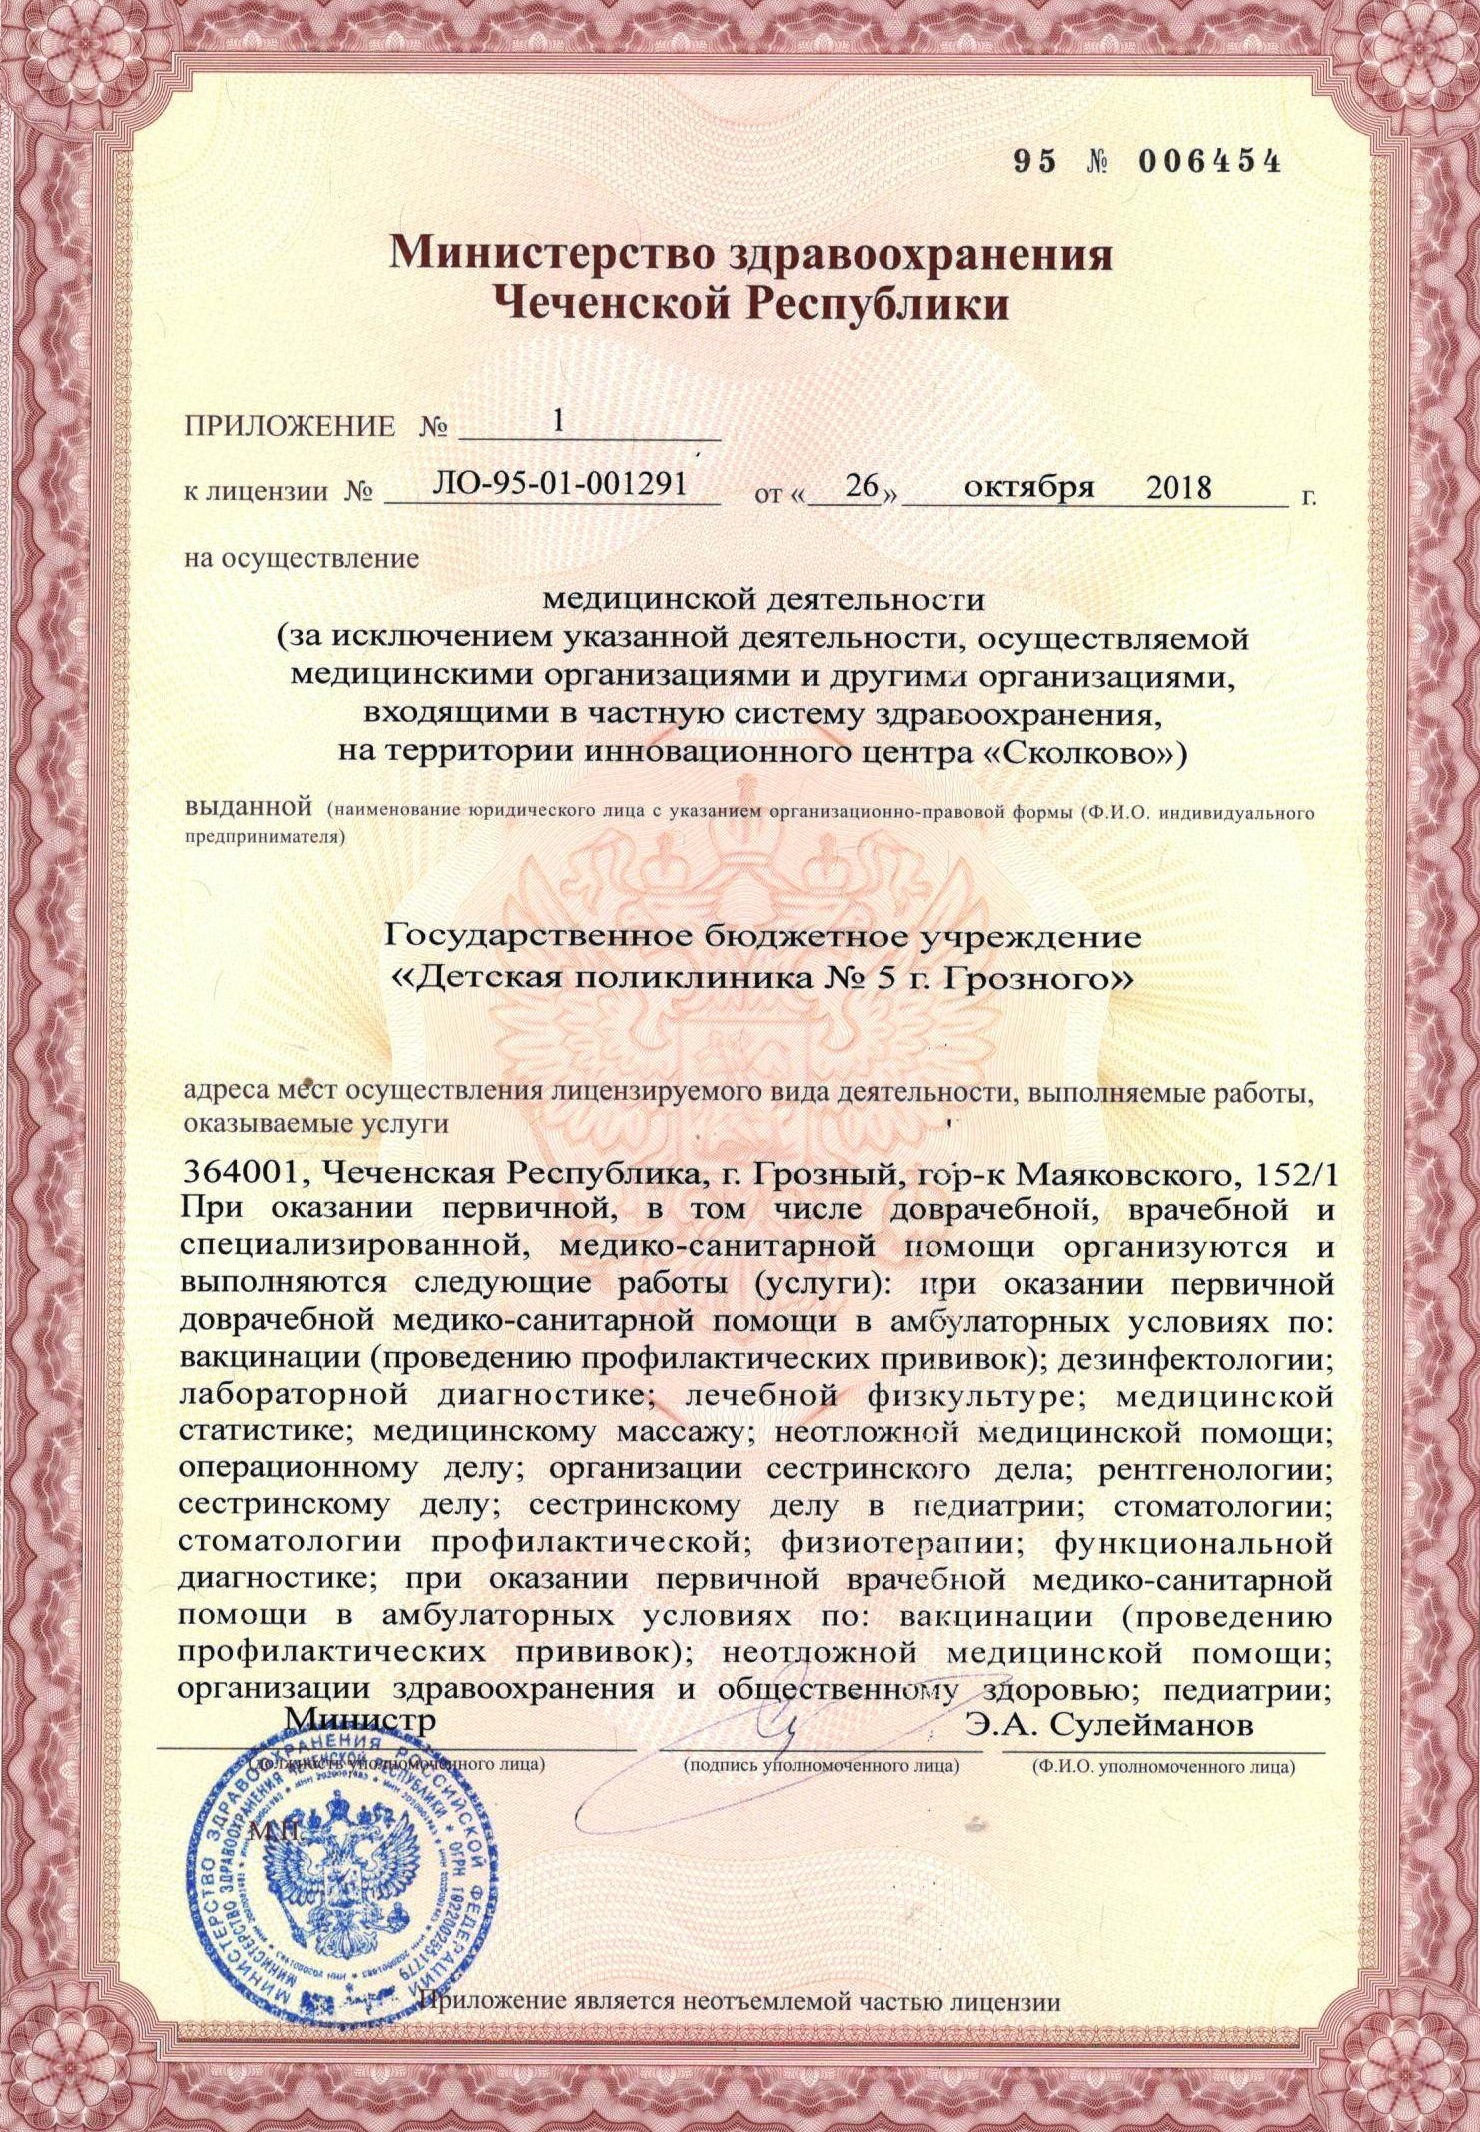 95 № 006454
Министерство здравоохранения
Чеченской Республики
ПРИЛОЖЕНИЕ № 1
к лицензии № ЛО-95-01-001291 от « 26 » октября 2018 г.
на осуществление
медицинской деятельности
(за исключением указанной деятельности, осуществляемой
медицинскими организациями и другими организациями,
входящими в частную систему здравоохранения,
на территории инновационного центра «Сколково»)
выданной (наименование юридического лица с указанием организационно-правовой формы (Ф.И.О. индивидуального
предпринимателя)
Государственное бюджетное учреждение
«Детская поликлиника № 5 г. Грозного»
адреса мест осуществления лицензируемого вида деятельности, выполняемые работы,
оказываемые услуги
364001, Чеченская Республика, г. Грозный, гор-к Маяковского, 152/1
При оказании первичной, в том числе доврачебной, врачебной и
специализированной, медико-санитарной помощи организуются и
выполняются следующие работы (услуги): при оказании первичной
доврачебной медико-санитарной помощи в амбулаторных условиях по:
вакцинации (проведению профилактических прививок); дезинфектологии;
лабораторной диагностике; лечебной физкультуре; медицинской
статистике; медицинскому массажу; неотложной медицинской помощи;
операционному делу; организации сестринского дела; рентгенологии;
сестринскому делу; сестринскому делу в педиатрии; стоматологии;
стоматологии профилактической; физиотерапии; функциональной
диагностике; при оказании первичной врачебной медико-санитарной
помощи в амбулаторных условиях по: вакцинации (проведению
профилактических прививок); неотложной медицинской помощи;
организации здравоохранения и общественному здоровью; педиатрии;
Министр Э.А. Сулейманов
(должность уполномоченного лица) (подпись уполномоченного лица) (Ф.И.О. уполномоченного лица)
М.П.
МИНИСТЕРСТВО ЗДРАВООХРАНЕНИЯ РОССИЙСКОЙ ФЕДЕРАЦИИ
МИНИСТЕРСТВО ЗДРАВООХРАНЕНИЯ ЧЕЧЕНСКОЙ РЕСПУБЛИКИ * ОГРН 1022002551779
Приложение является неотъемлемой частью лицензии